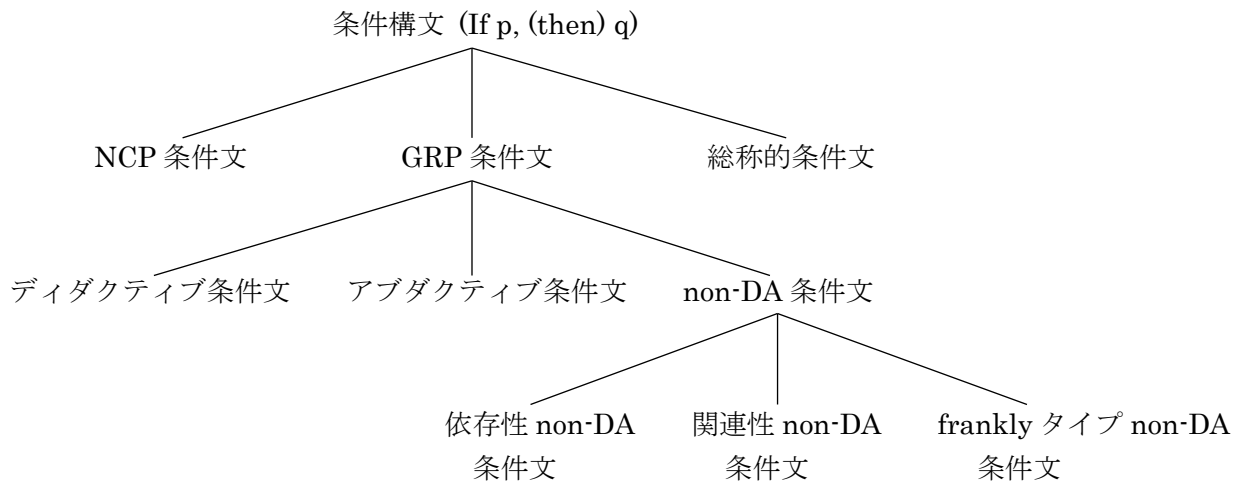 条件構文 (If p, (then) q)
NCP 条件文 GRP 条件文 総称的条件文
ディダクティブ条件文 アブダクティブ条件文 non-DA 条件文
依存性 non-DA 関連性 non-DA frankly タイプ non-DA
条件文 条件文 条件文